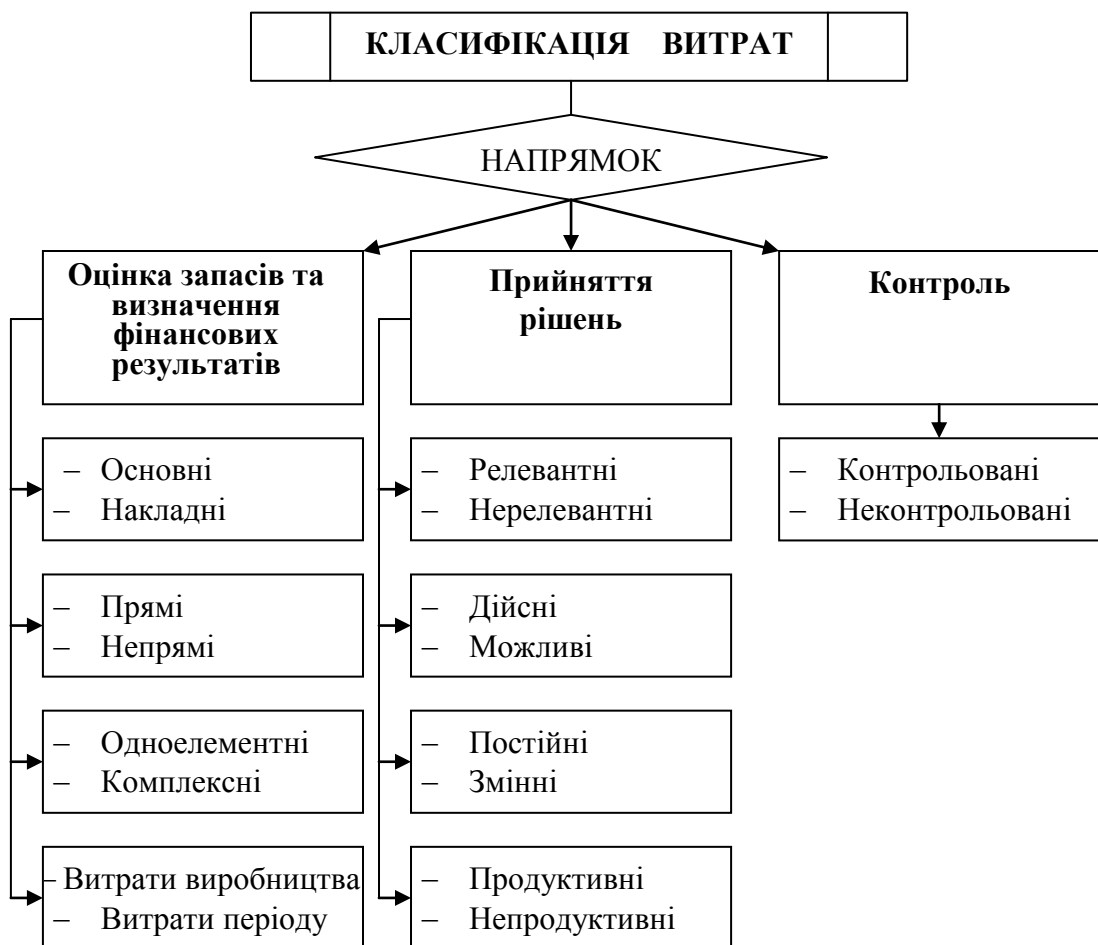 КЛАСИФІКАЦІЯ ВИТРАТ
НАПРЯМОК
Оцінка запасів та
визначення
фінансових
результатів
– Основні
– Накладні
– Прямі
– Непрямі
– Одноелементні
– Комплексні
– Витрати виробництва
– Витрати періоду
Прийняття
рішень
– Релевантні
– Нерелевантні
– Дійсні
– Можливі
– Постійні
– Змінні
– Продуктивні
– Непродуктивні
Контроль
– Контрольовані
– Неконтрольовані